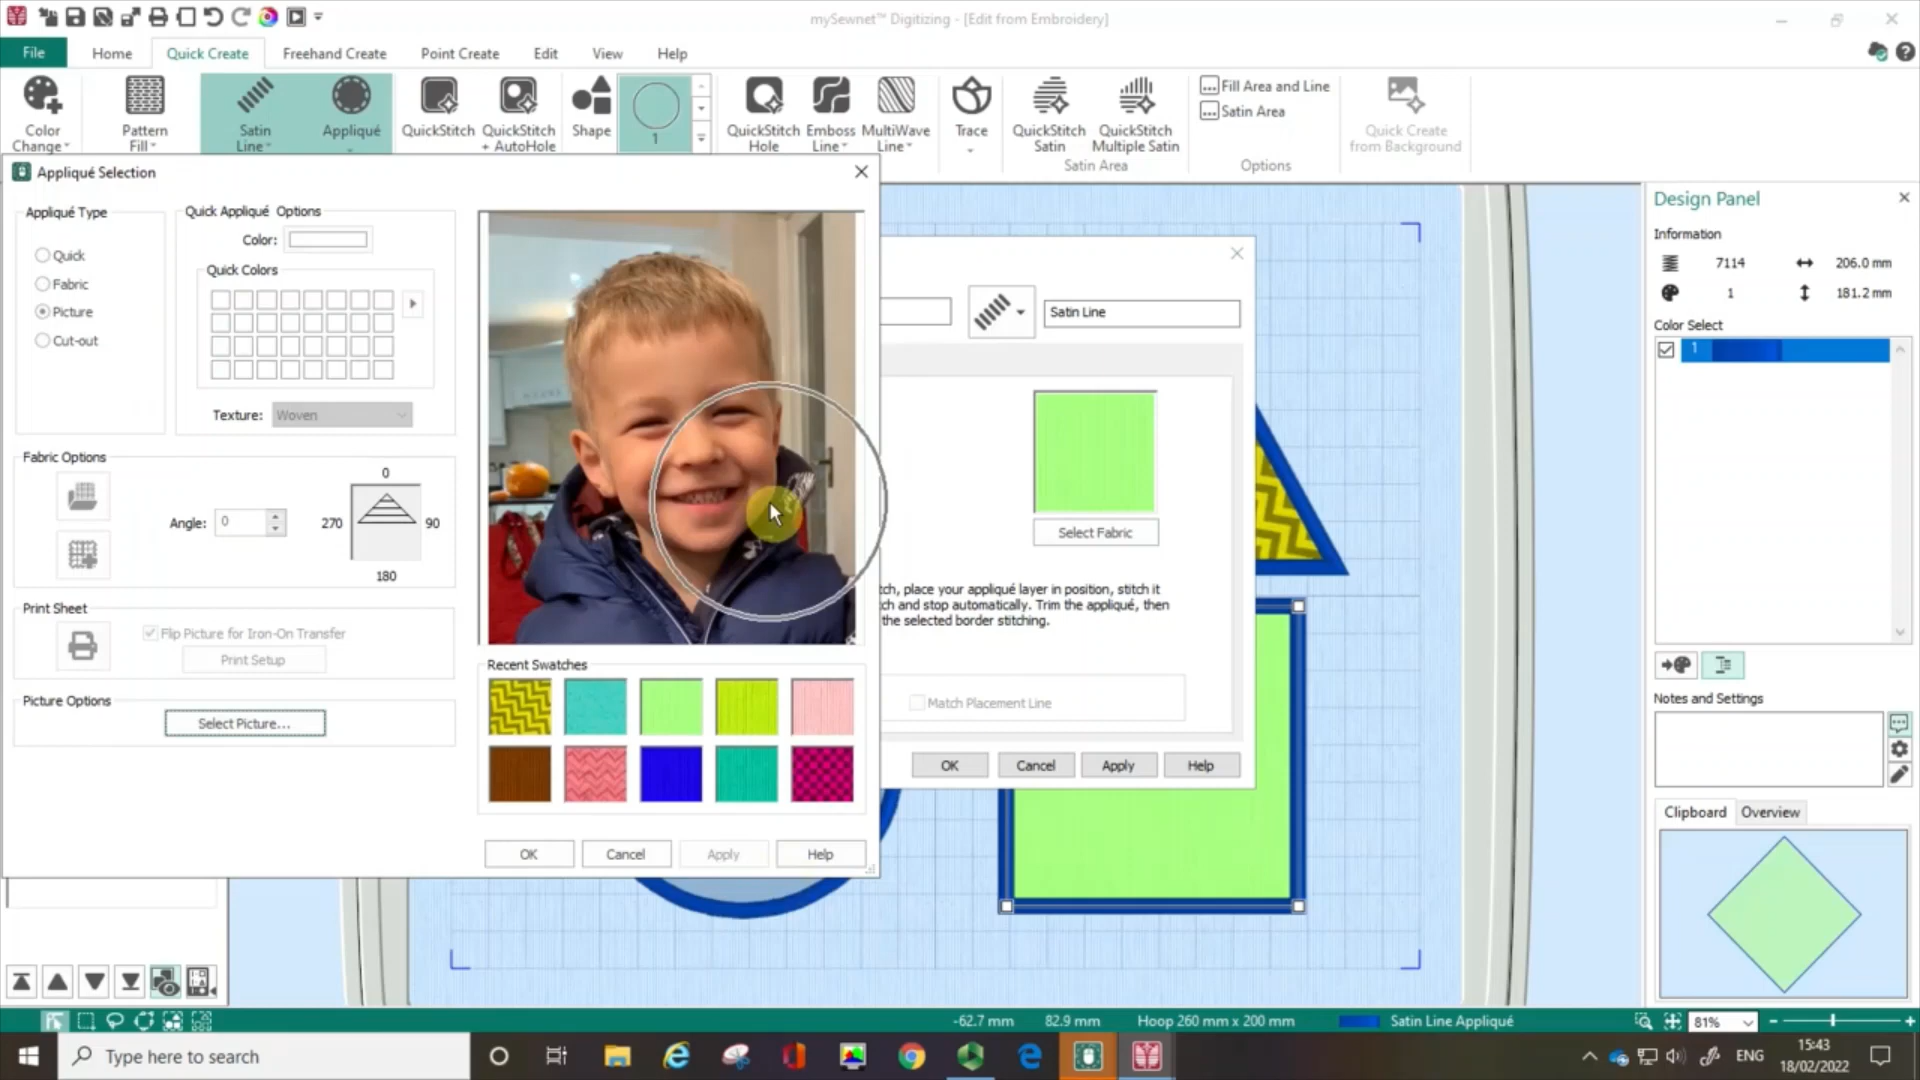 mySewnet™ Digitizing - [Edit from Embroidery]
File
Home
Quick Create
Freehand Create
Point Create
Edit
View
Help
Color Change
Pattern Fill
Satin Line
Appliqué
QuickStitch
QuickStitch + AutoHole
Shape
1
QuickStitch Hole
Emboss Line
MultiWave Line
Trace
QuickStitch Satin
QuickStitch Multiple Satin
Satin Area
Fill Area and Line
Satin Area
Options
Quick Create from Background
Appliqué Selection
Appliqué Type
Quick
Fabric
Picture
Cut-out
Quick Appliqué Options
Color:
Quick Colors
Texture:
Woven
Fabric Options
Angle:
0
0
270
90
180
Print Sheet
Flip Picture for Iron-On Transfer
Print Setup
Picture Options
Select Picture...
Recent Swatches
OK
Cancel
Apply
Help
Satin Line
Select Fabric
tch, place your appliqué layer in position, stitch it
ch and stop automatically. Trim the appliqué, then
the selected border stitching.
Match Placement Line
OK
Cancel
Apply
Help
Design Panel
Information
7114
206.0 mm
1
181.2 mm
Color Select
1
Notes and Settings
Clipboard
Overview
-62.7 mm
82.9 mm
Hoop 260 mm x 200 mm
Satin Line Appliqué
81%
Type here to search
ENG
15:43
18/02/2022